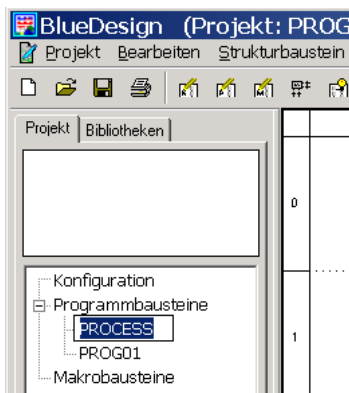 BlueDesign (Projekt: PROG
Projekt Bearbeiten Strukturbaustein
Projekt Bibliotheken
0
Konfiguration
Programmbausteine
PROCESS
1
PROG01
Makrobausteine